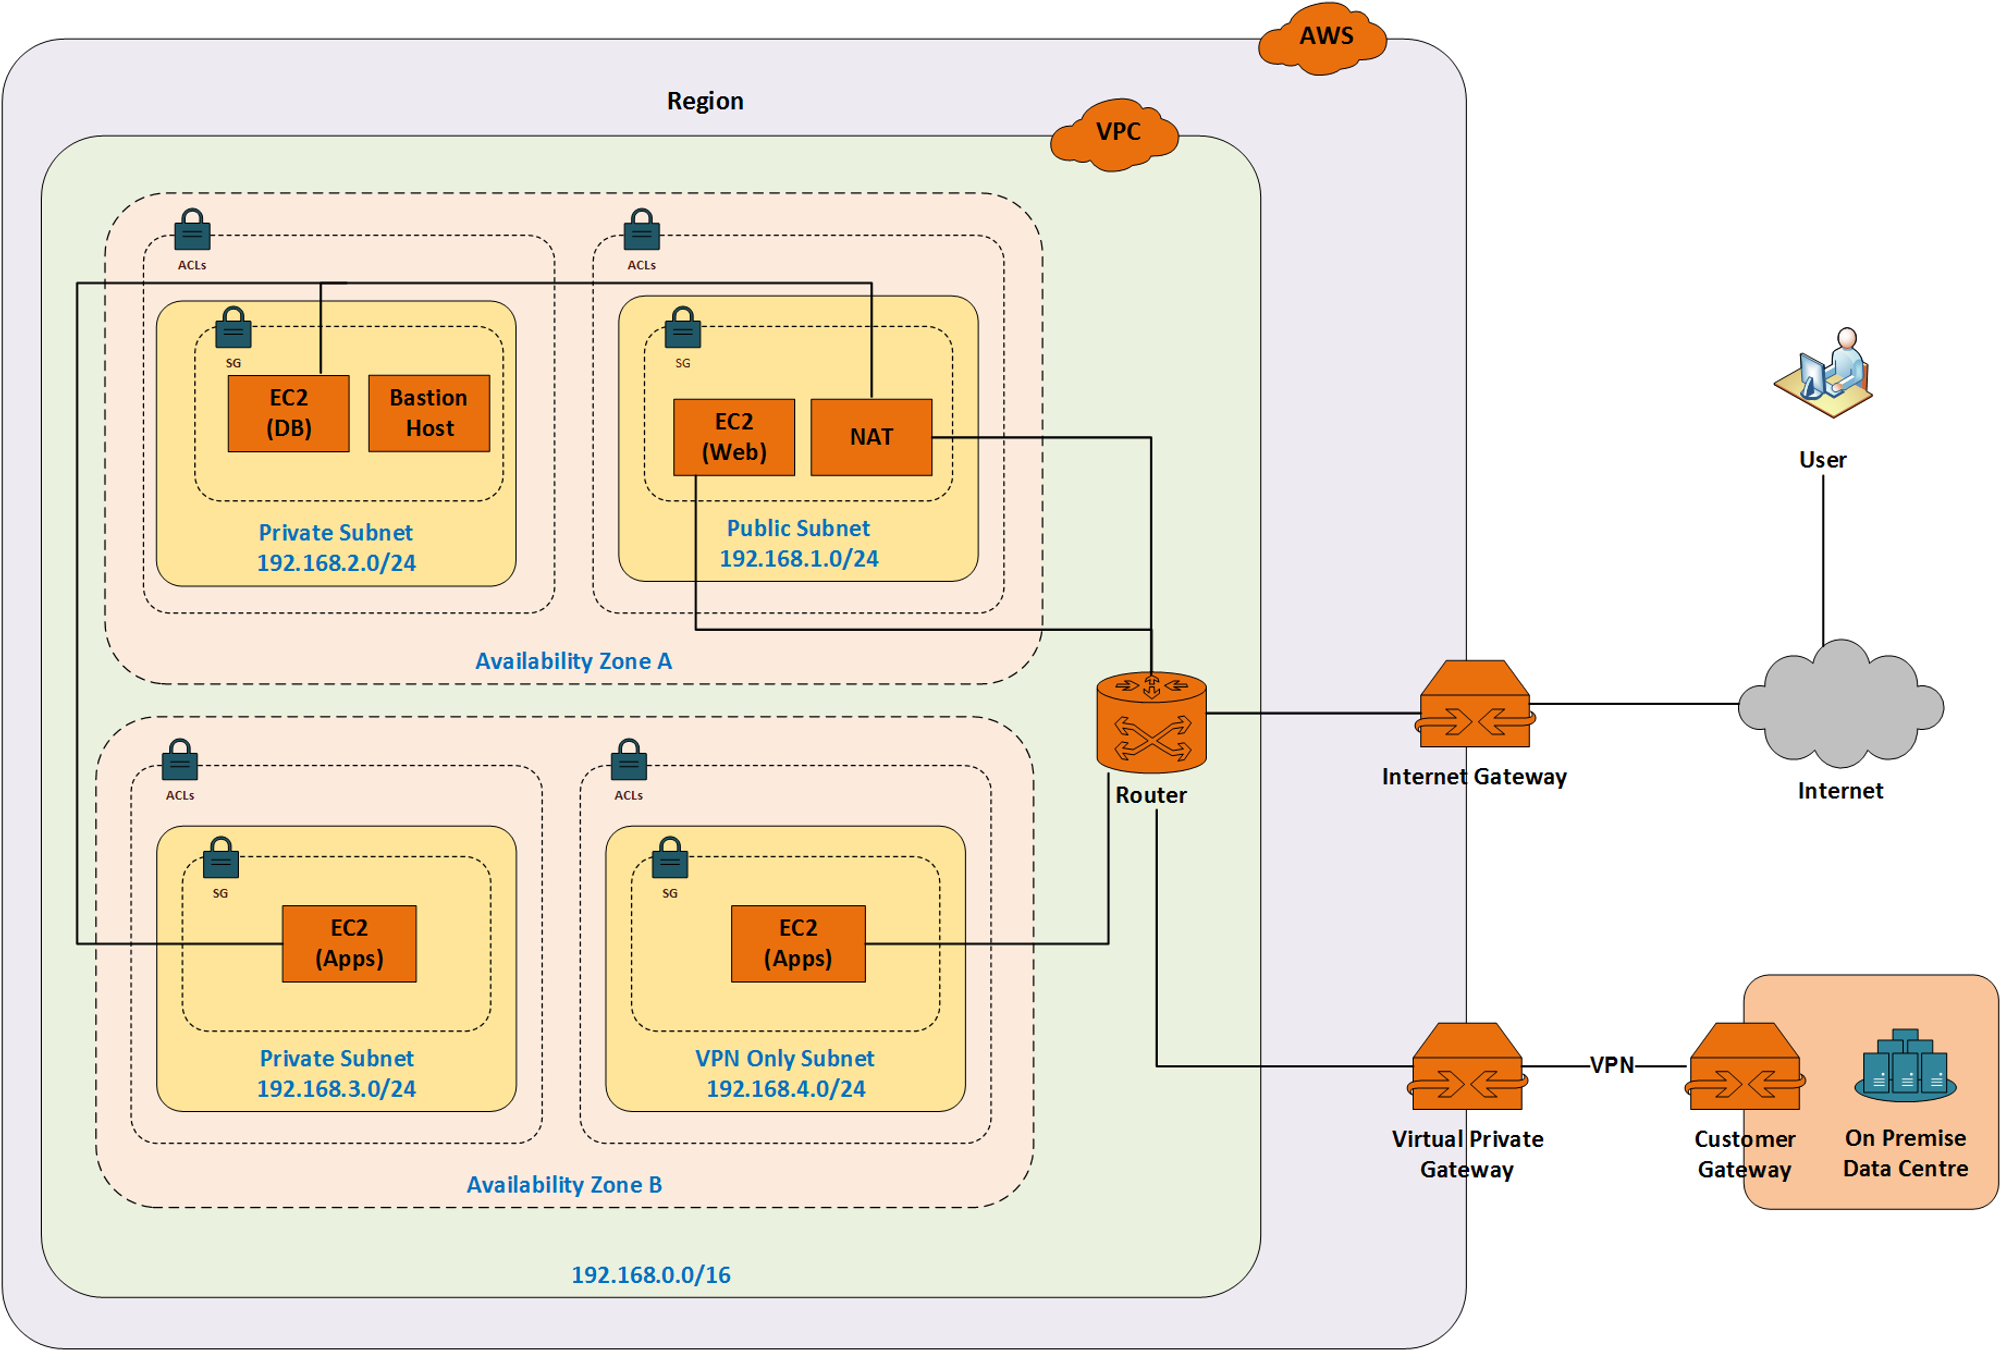 AWS
Region
VPC
ACLs
ACLs
SG
SG
EC2
(DB)
Bastion
Host
EC2
(Web)
NAT
Private Subnet
192.168.2.0/24
Public Subnet
192.168.1.0/24
Availability Zone A
User
Router
Internet Gateway
Internet
ACLs
ACLs
SG
SG
EC2
(Apps)
EC2
(Apps)
Private Subnet
192.168.3.0/24
VPN Only Subnet
192.168.4.0/24
Availability Zone B
192.168.0.0/16
VPN
Virtual Private
Gateway
Customer
Gateway
On Premise
Data Centre